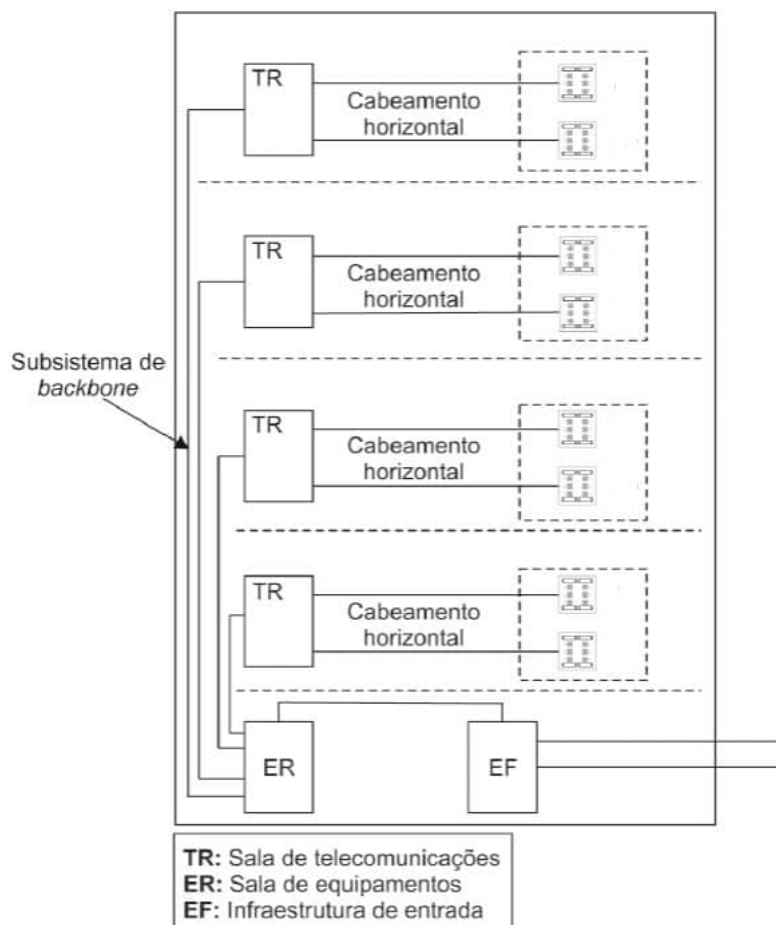 TR
Cabeamento
horizontal
TR
Cabeamento
horizontal
Subsistema de
backbone
TR
Cabeamento
horizontal
TR
Cabeamento
horizontal
ER
EF
TR: Sala de telecomunicações
ER: Sala de equipamentos
EF: Infraestrutura de entrada